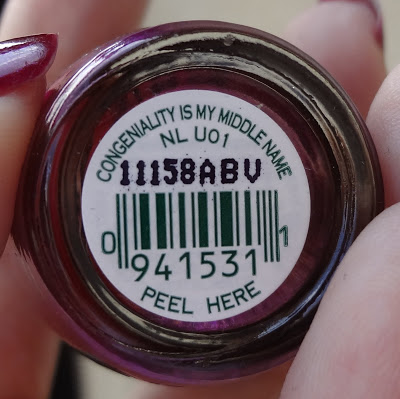 CONGENIALITY IS MY MIDDLE NAME
NL U01
11158ABV
0 941531 1
PEEL HERE